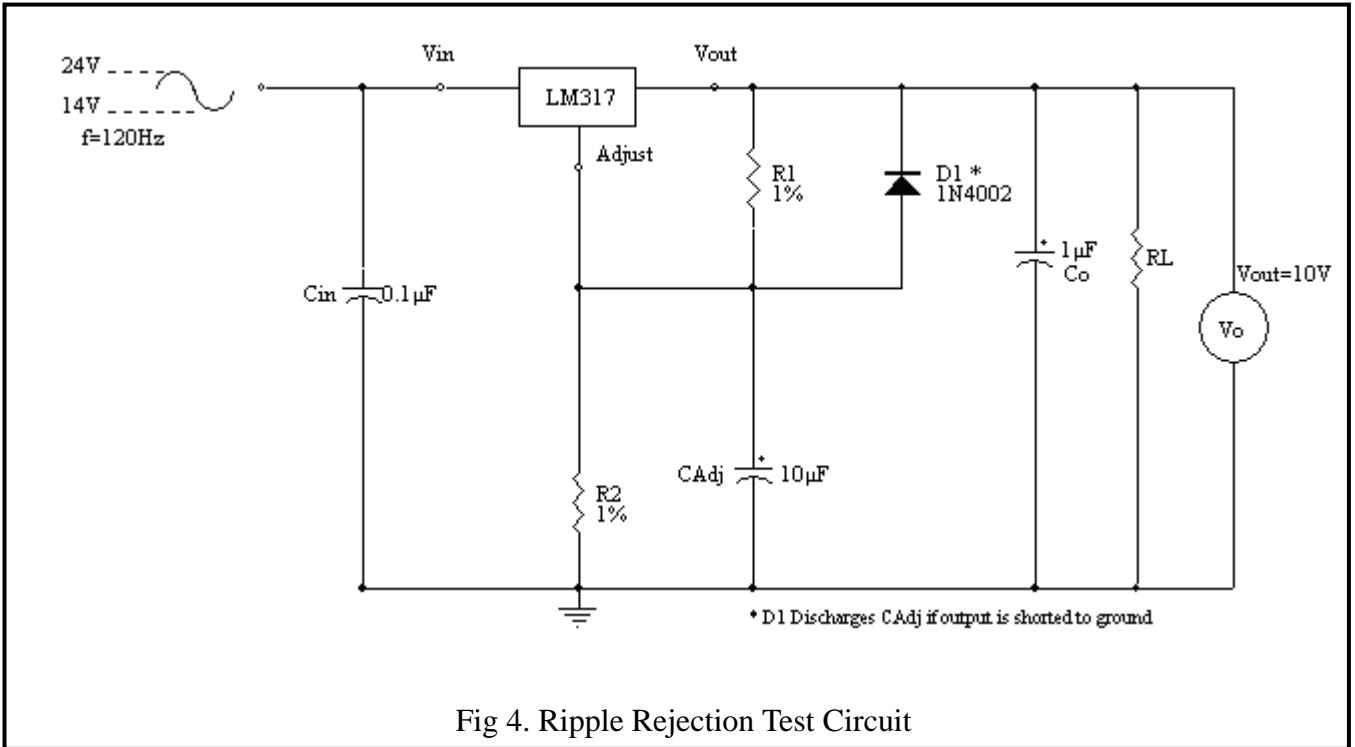 Vin
Vout
24V
14V
f=120Hz
LM317
Adjust
R1
1%
D1 *
1N4002
1µF
Co
RL
Vout=10V
Vo
Cin
0.1µF
R2
1%
CAdj
10µF
* D1 Discharges CAdj if output is shorted to ground
Fig 4. Ripple Rejection Test Circuit